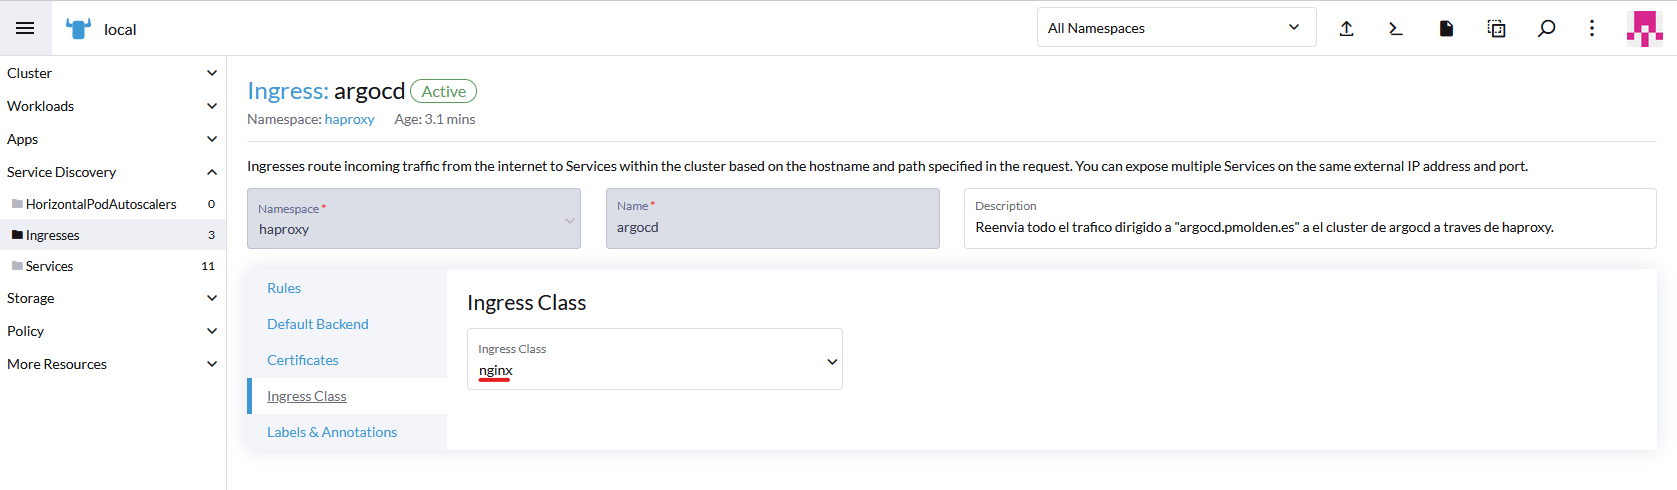 local
All Namespaces
Cluster
Workloads
Apps
Service Discovery
HorizontalPodAutoscalers 0
Ingresses 3
Services 11
Storage
Policy
More Resources
Ingress: argocd Active
Namespace: haproxy Age: 3.1 mins
Ingresses route incoming traffic from the internet to Services within the cluster based on the hostname and path specified in the request. You can expose multiple Services on the same external IP address and port.
Namespace *
haproxy
Name *
argocd
Description
Reenvia todo el trafico dirigido a "argocd.pmolden.es" a el cluster de argocd a traves de haproxy.
Rules
Default Backend
Certificates
Ingress Class
Labels & Annotations
Ingress Class
Ingress Class
nginx